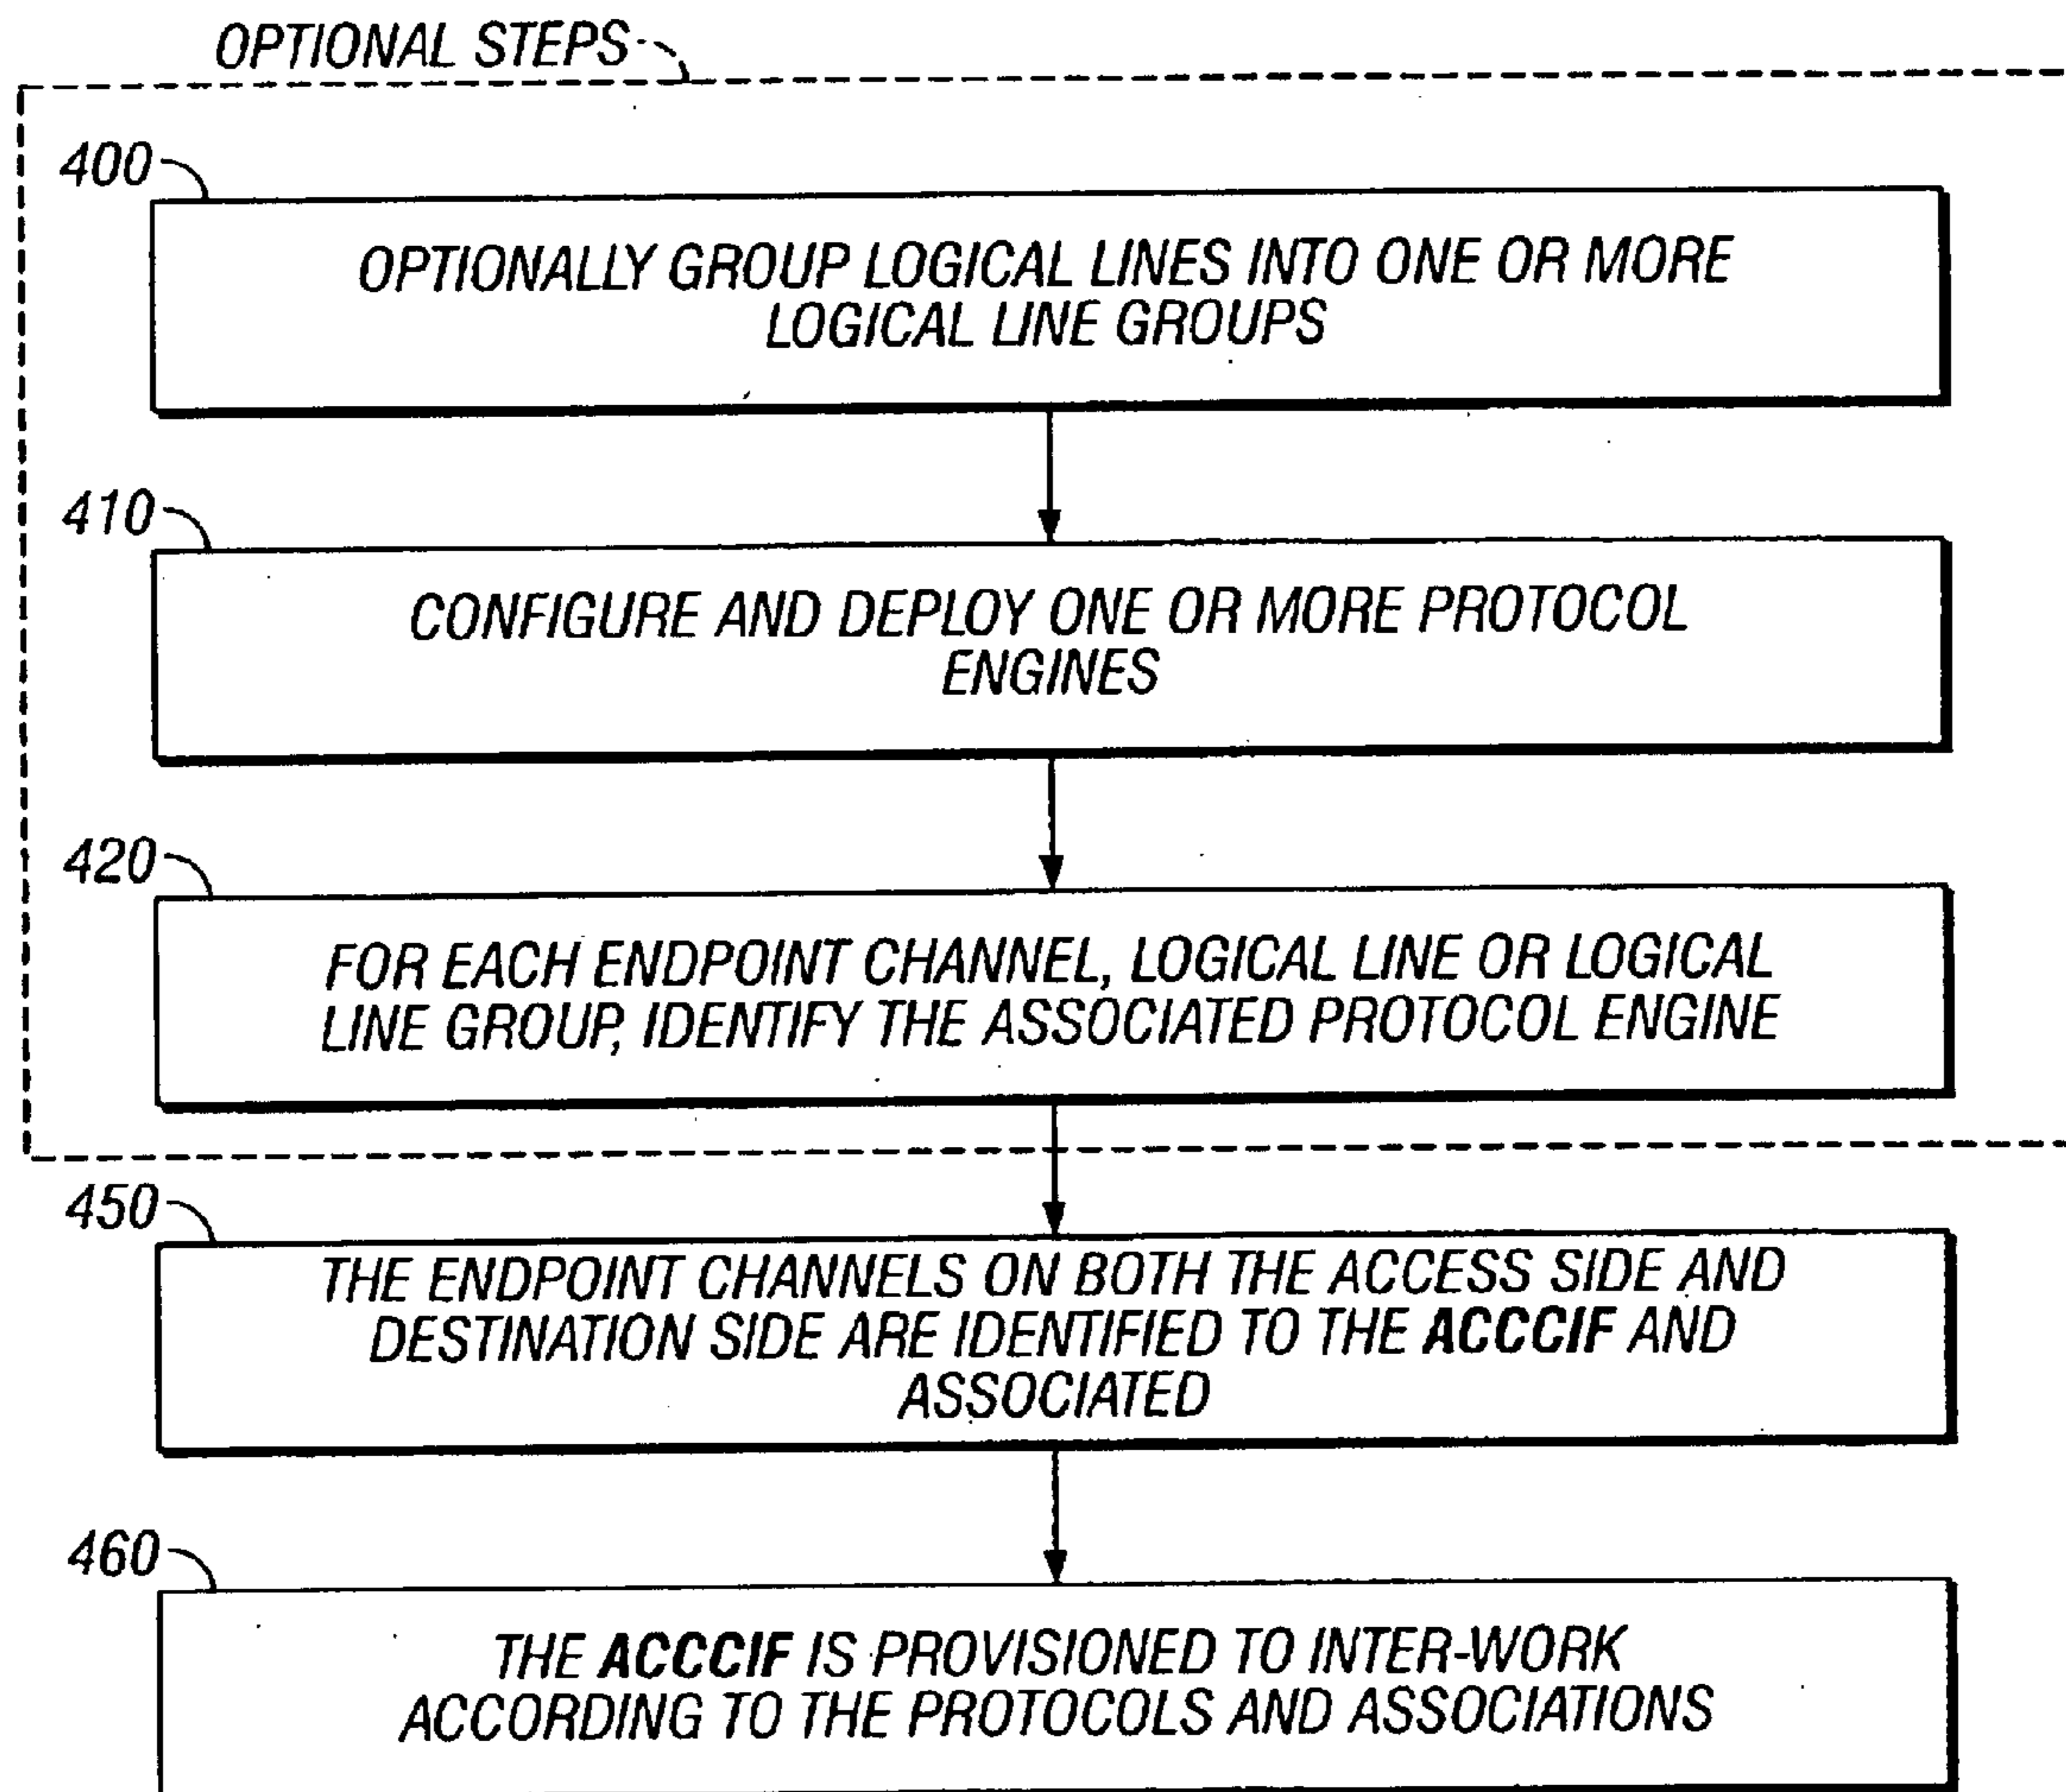 OPTIONAL STEPS
400
OPTIONALLY GROUP LOGICAL LINES INTO ONE OR MORE
LOGICAL LINE GROUPS
410
CONFIGURE AND DEPLOY ONE OR MORE PROTOCOL
ENGINES
420
FOR EACH ENDPOINT CHANNEL, LOGICAL LINE OR LOGICAL
LINE GROUP, IDENTIFY THE ASSOCIATED PROTOCOL ENGINE
450
THE ENDPOINT CHANNELS ON BOTH THE ACCESS SIDE AND
DESTINATION SIDE ARE IDENTIFIED TO THE ACCCIF AND
ASSOCIATED
460
THE ACCCIF IS PROVISIONED TO INTER-WORK
ACCORDING TO THE PROTOCOLS AND ASSOCIATIONS